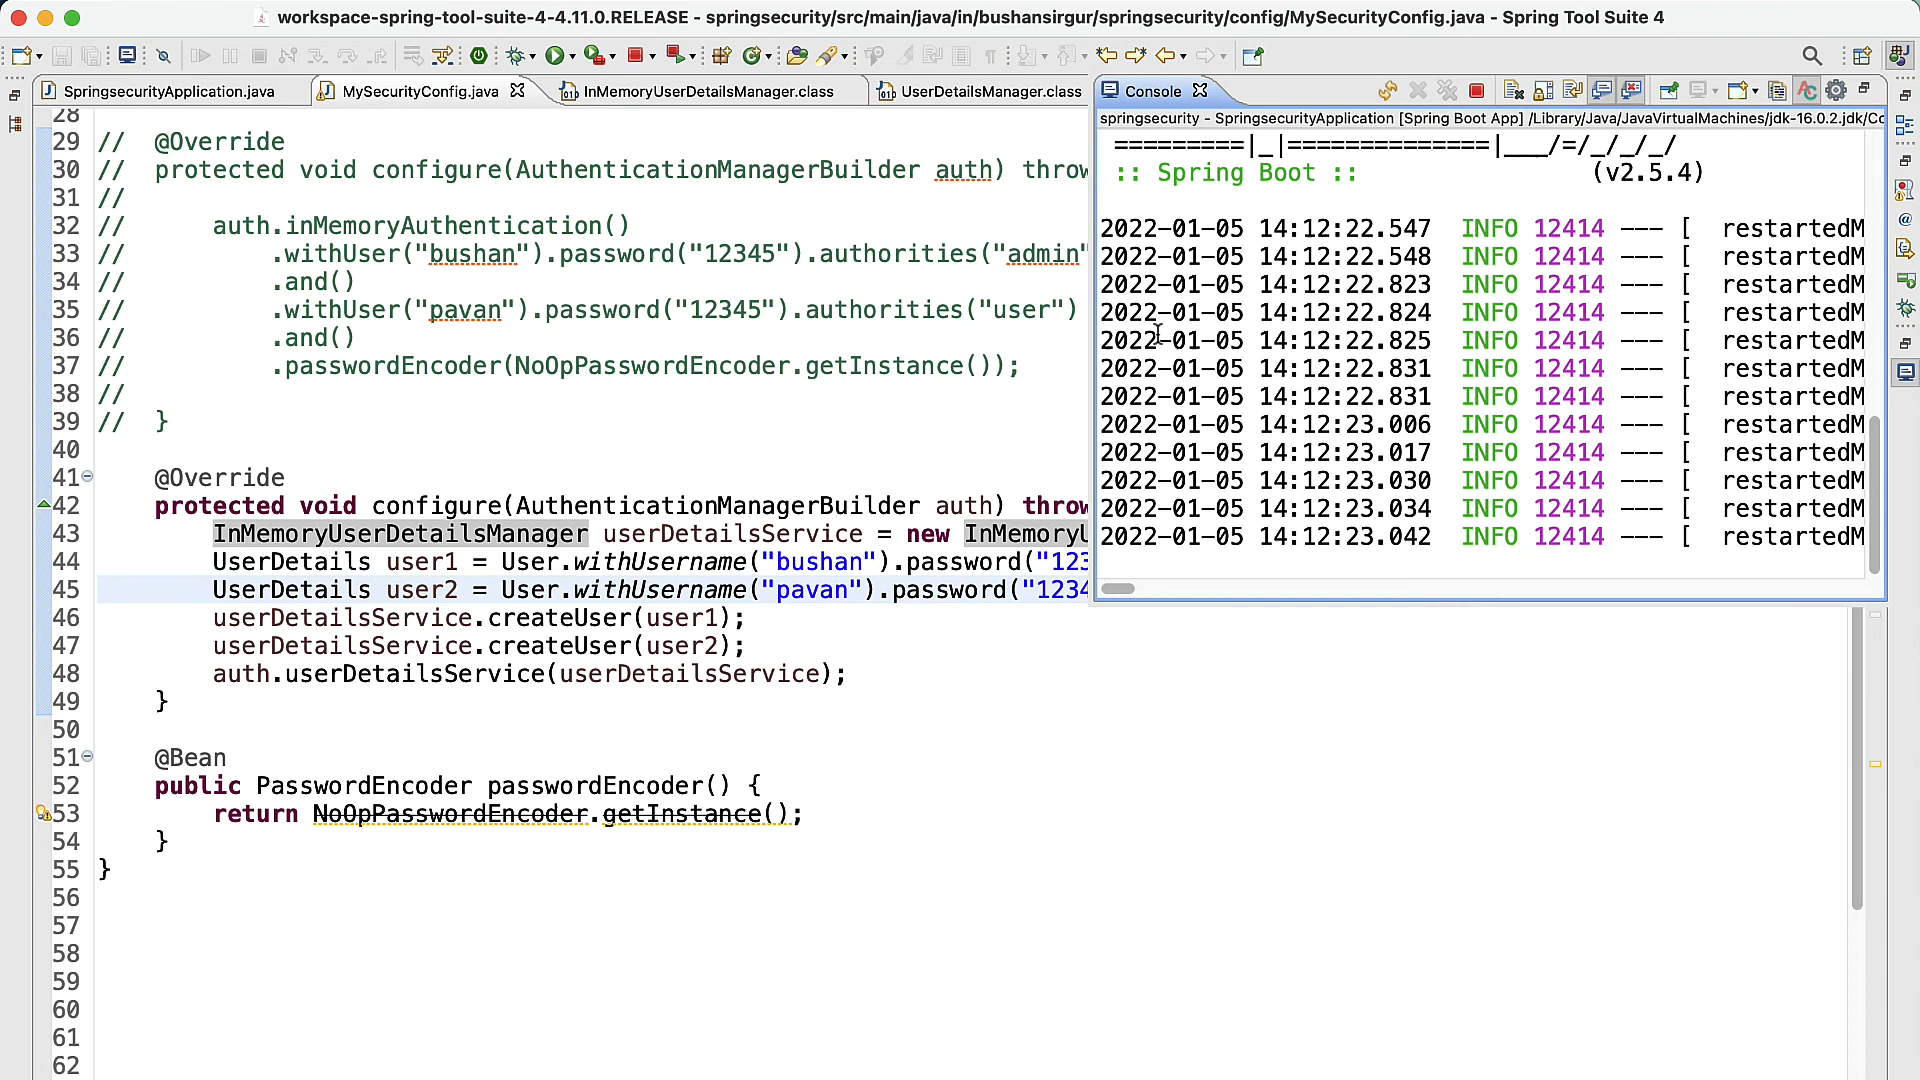 workspace-spring-tool-suite-4-4.11.0.RELEASE - springsecurity/src/main/java/in/bushansirgur/springsecurity/config/MySecurityConfig.java - Spring Tool Suite 4
SpringsecurityApplication.java
MySecurityConfig.java
InMemoryUserDetailsManager.class
UserDetailsManager.class
28
29 //  @Override
30 //  protected void configure(AuthenticationManagerBuilder auth) throw
31 //
32 //      auth.inMemoryAuthentication()
33 //          .withUser("bushan").password("12345").authorities("admin"
34 //          .and()
35 //          .withUser("pavan").password("12345").authorities("user")
36 //          .and()
37 //          .passwordEncoder(NoOpPasswordEncoder.getInstance());
38 //
39 //  }
40
41     @Override
42     protected void configure(AuthenticationManagerBuilder auth) throw
43         InMemoryUserDetailsManager userDetailsService = new InMemoryU
44         UserDetails user1 = User.withUsername("bushan").password("123
45         UserDetails user2 = User.withUsername("pavan").password("1234
46         userDetailsService.createUser(user1);
47         userDetailsService.createUser(user2);
48         auth.userDetailsService(userDetailsService);
49     }
50
51     @Bean
52     public PasswordEncoder passwordEncoder() {
53         return NoOpPasswordEncoder.getInstance();
54     }
55 }
56
57
58
59
60
61
62
Console
springsecurity - SpringsecurityApplication [Spring Boot App] /Library/Java/JavaVirtualMachines/jdk-16.0.2.jdk/Co
=========|_|==============|___/=/_/_/_/
:: Spring Boot ::                (v2.5.4)
2022-01-05 14:12:22.547  INFO 12414 --- [  restartedM
2022-01-05 14:12:22.548  INFO 12414 --- [  restartedM
2022-01-05 14:12:22.823  INFO 12414 --- [  restartedM
2022-01-05 14:12:22.824  INFO 12414 --- [  restartedM
2022-01-05 14:12:22.825  INFO 12414 --- [  restartedM
2022-01-05 14:12:22.831  INFO 12414 --- [  restartedM
2022-01-05 14:12:22.831  INFO 12414 --- [  restartedM
2022-01-05 14:12:23.006  INFO 12414 --- [  restartedM
2022-01-05 14:12:23.017  INFO 12414 --- [  restartedM
2022-01-05 14:12:23.030  INFO 12414 --- [  restartedM
2022-01-05 14:12:23.034  INFO 12414 --- [  restartedM
2022-01-05 14:12:23.042  INFO 12414 --- [  restartedM